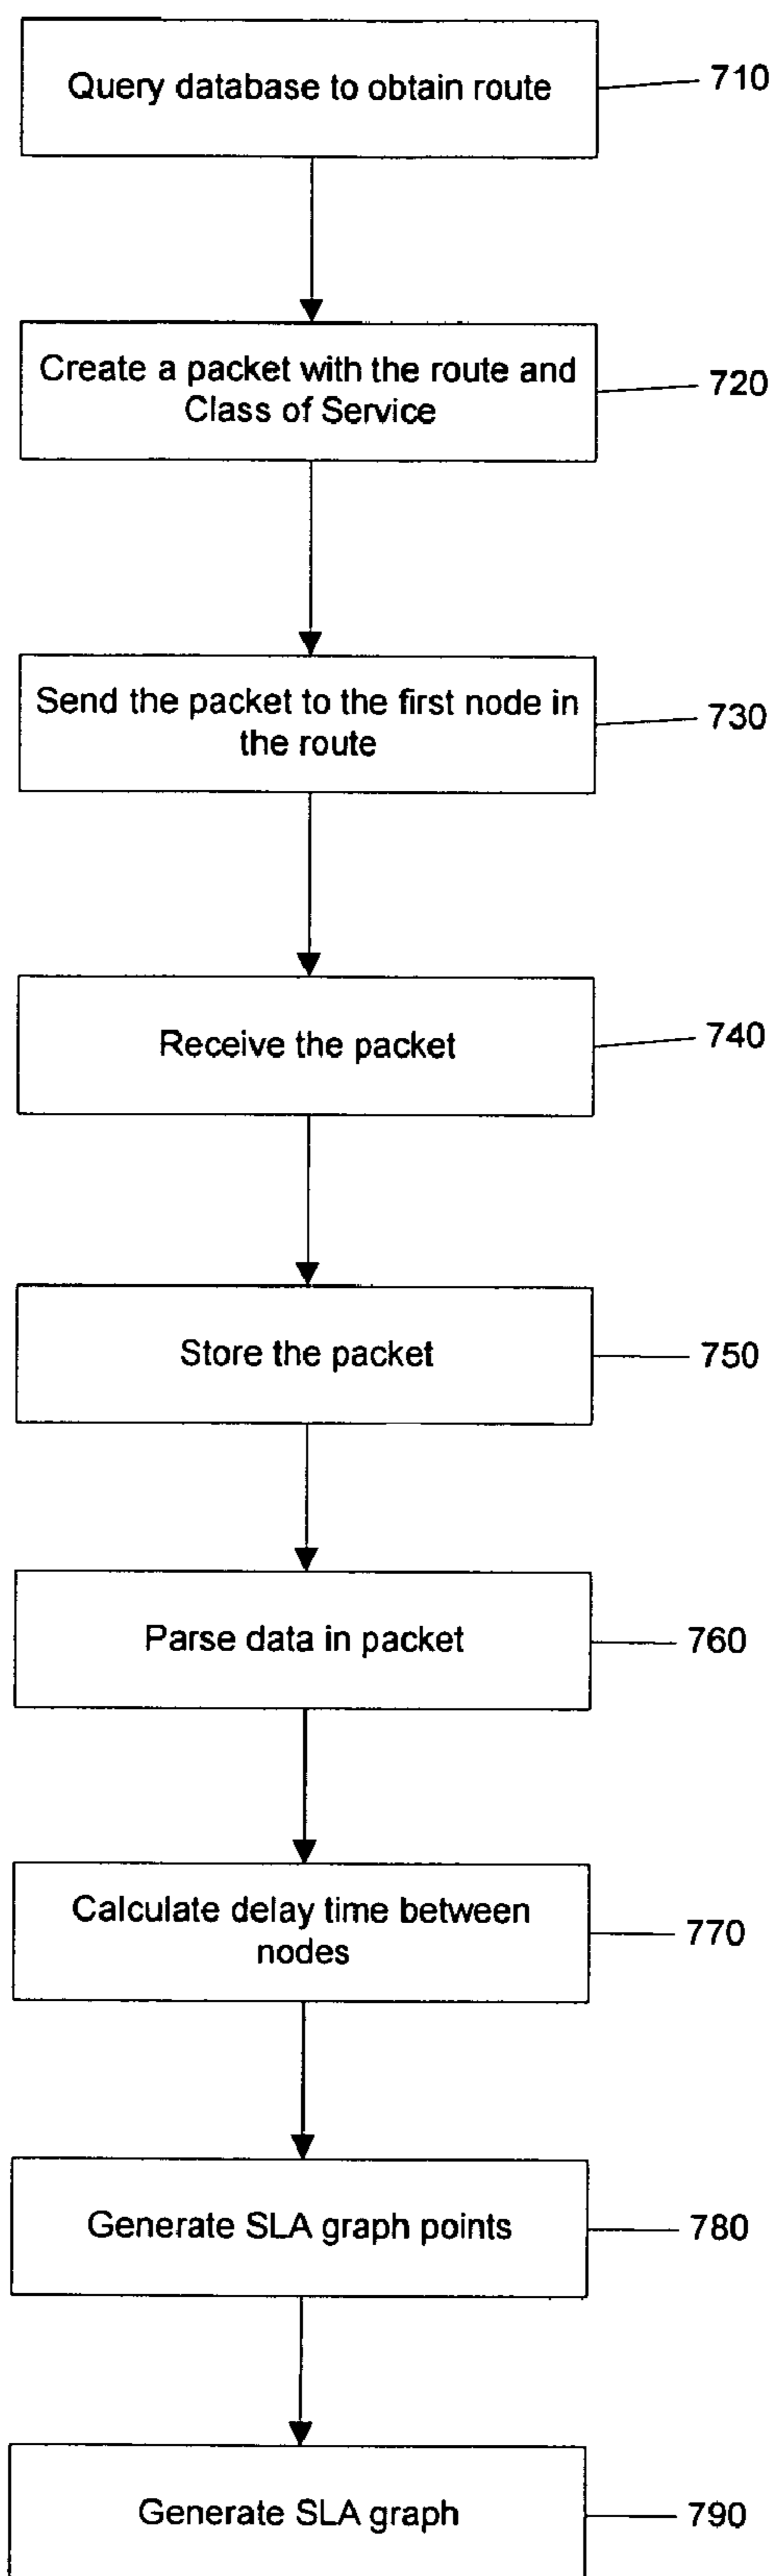 Query database to obtain route
710
Create a packet with the route and
Class of Service
720
Send the packet to the first node in
the route
730
Receive the packet
740
Store the packet
750
Parse data in packet
760
Calculate delay time between
nodes
770
Generate SLA graph points
780
Generate SLA graph
790